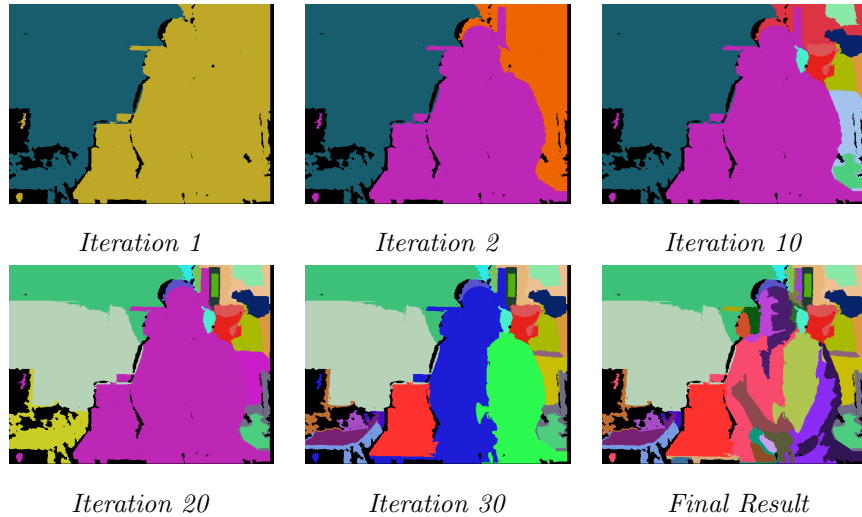 Iteration 1
Iteration 2
Iteration 10
Iteration 20
Iteration 30
Final Result